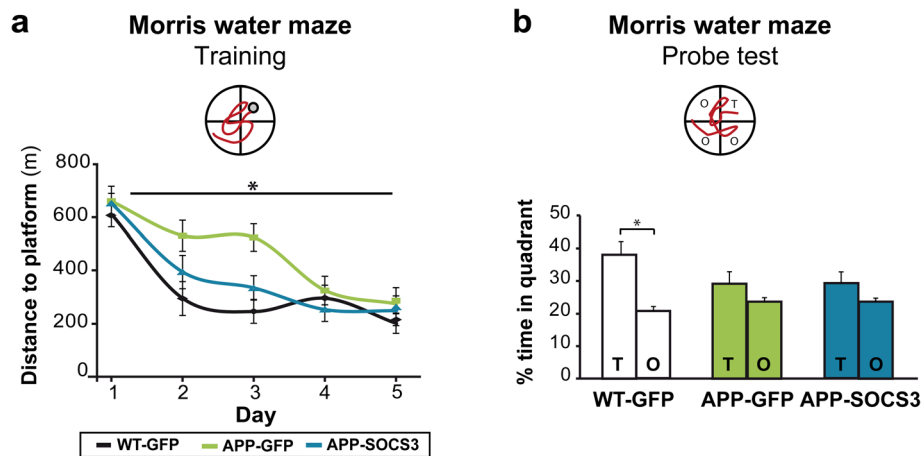 a
Morris water maze
Training
800
600
400
200
0
Distance to platform (m)
*
1 2 3 4 5
Day
WT-GFP APP-GFP APP-SOCS3
b
Morris water maze
Probe test
O T
O O
50
40
30
20
10
0
% time in quadrant
*
T O T O T O
WT-GFP APP-GFP APP-SOCS3